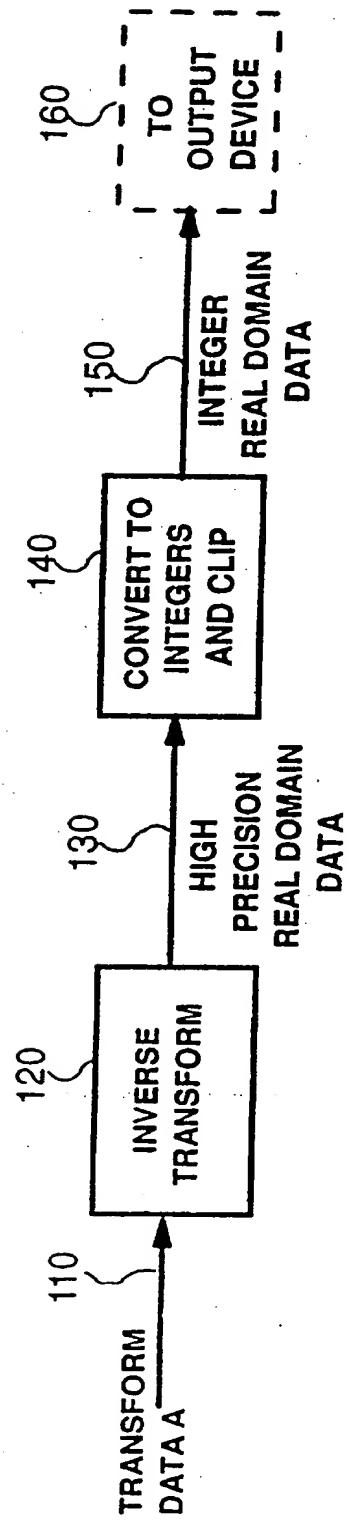 TRANSFORM
DATA A
110
120
INVERSE
TRANSFORM
130
HIGH
PRECISION
REAL DOMAIN
DATA
140
CONVERT TO
INTEGERS
AND CLIP
150
INTEGER
REAL DOMAIN
DATA
160
TO
OUTPUT
DEVICE